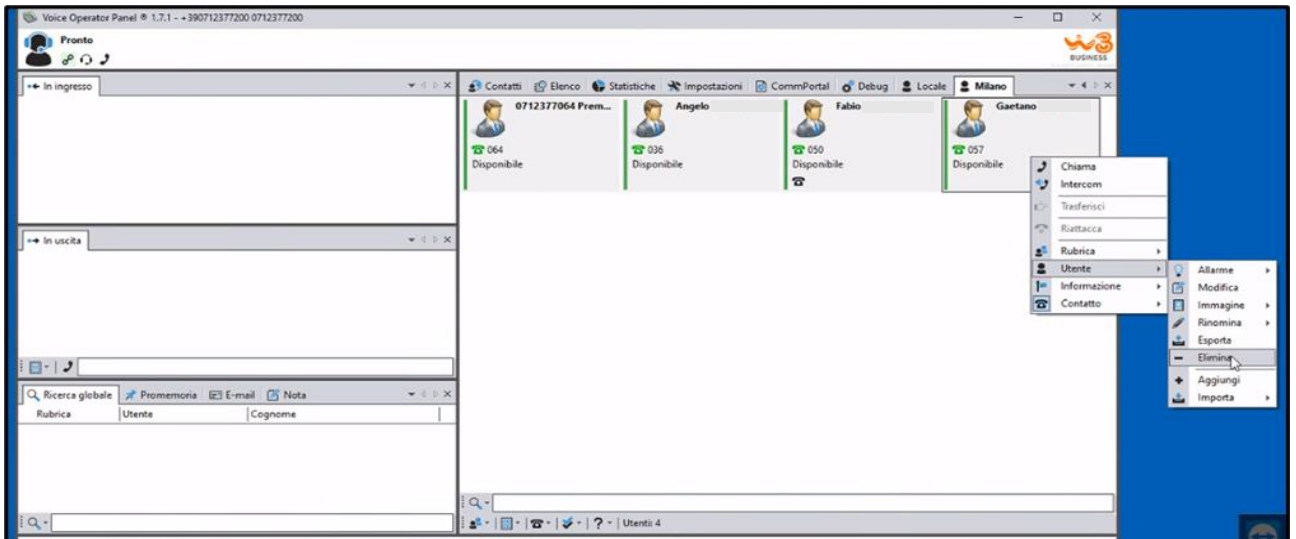 Voice Operator Panel ® 1.7.1 - +390712377200 0712377200
Pronto
W3
BUSINESS
In ingresso
Contatti Elenco Statistiche Impostazioni CommPortal Debug Locale Milano
0712377064 Prem... Angelo Fabio Gaetano
064 036 050 057
Disponibile Disponibile Disponibile Disponibile
Chiama
Intercom
Trasferisci
Riattacca
Rubrica
Utente
Informazione
Contatto
Allarme
Modifica
Immagine
Rinomina
Esporta
Elimina
Aggiungi
Importa
In uscita
Ricerca globale Promemoria E-mail Nota
Rubrica Utente Cognome
Utenti: 4